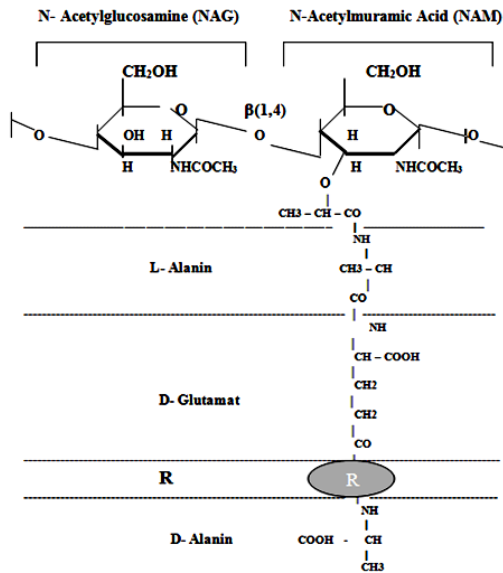 N- Acetylglucosamine (NAG) N-Acetylmuramic Acid (NAM)
CH2OH CH2OH
O β(1,4) O
O OH H O H O
H NHCOCH3 H NHCOCH3
O
CH3 – CH – CO
NH
L- Alanin CH3 – CH
CO
NH
CH – COOH
CH2
D- Glutamat
CH2
CO
R R
NH
D- Alanin COOH - CH
CH3